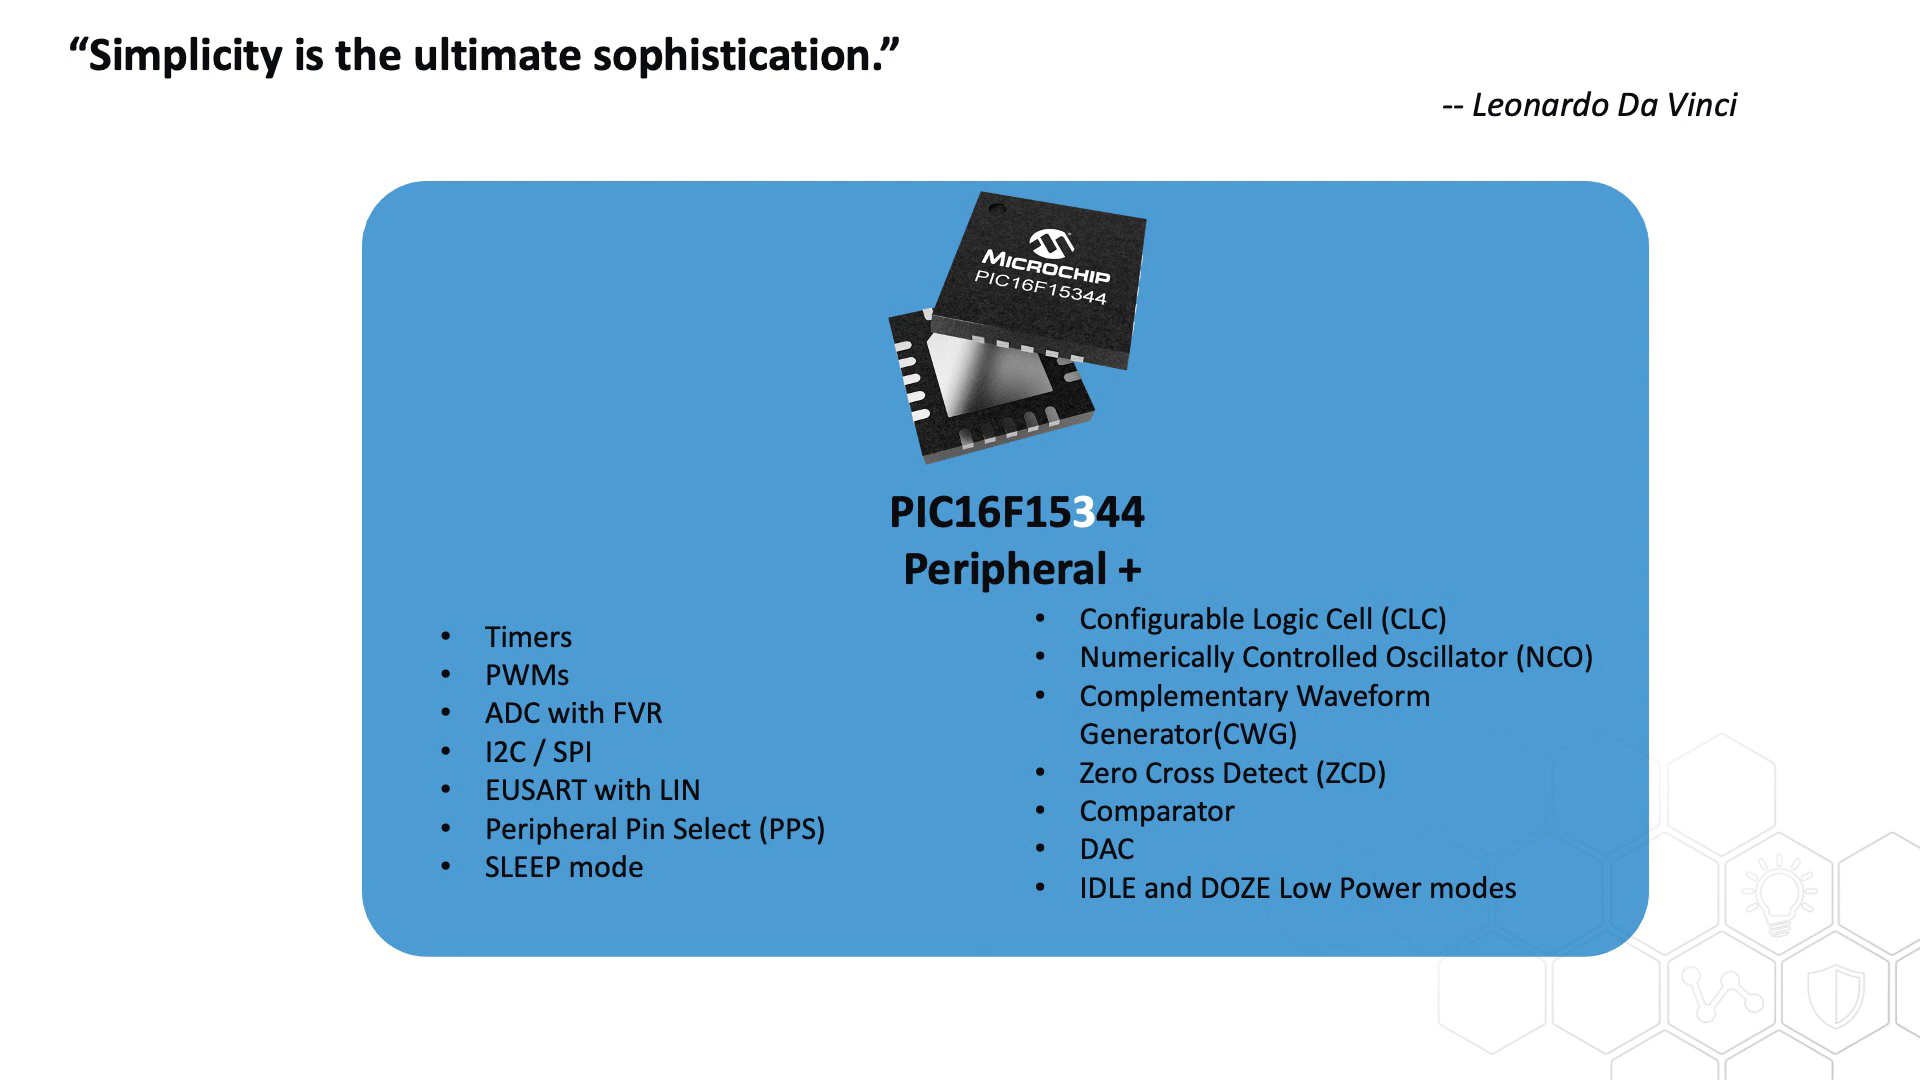 “Simplicity is the ultimate sophistication.”
-- Leonardo Da Vinci
MICROCHIP
PIC16F15344
PIC16F15344
Peripheral +
• Timers
• PWMs
• ADC with FVR
• I2C / SPI
• EUSART with LIN
• Peripheral Pin Select (PPS)
• SLEEP mode
• Configurable Logic Cell (CLC)
• Numerically Controlled Oscillator (NCO)
• Complementary Waveform
Generator(CWG)
• Zero Cross Detect (ZCD)
• Comparator
• DAC
• IDLE and DOZE Low Power modes